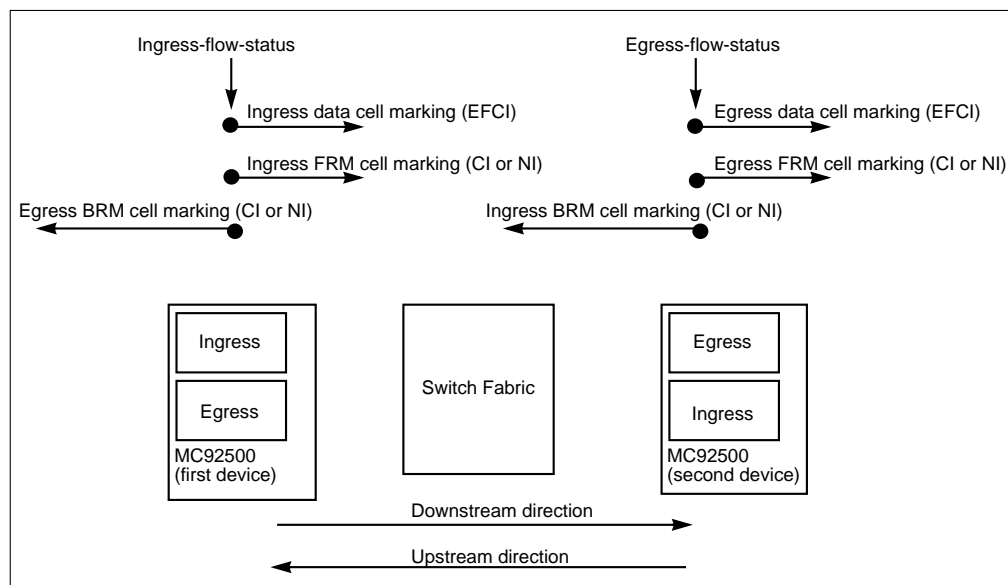 Ingress-flow-status
Egress-flow-status
Ingress data cell marking (EFCI)
Egress data cell marking (EFCI)
Ingress FRM cell marking (CI or NI)
Egress FRM cell marking (CI or NI)
Egress BRM cell marking (CI or NI)
Ingress BRM cell marking (CI or NI)
Ingress
Egress
MC92500
(first device)
Switch Fabric
Egress
Ingress
MC92500
(second device)
Downstream direction
Upstream direction